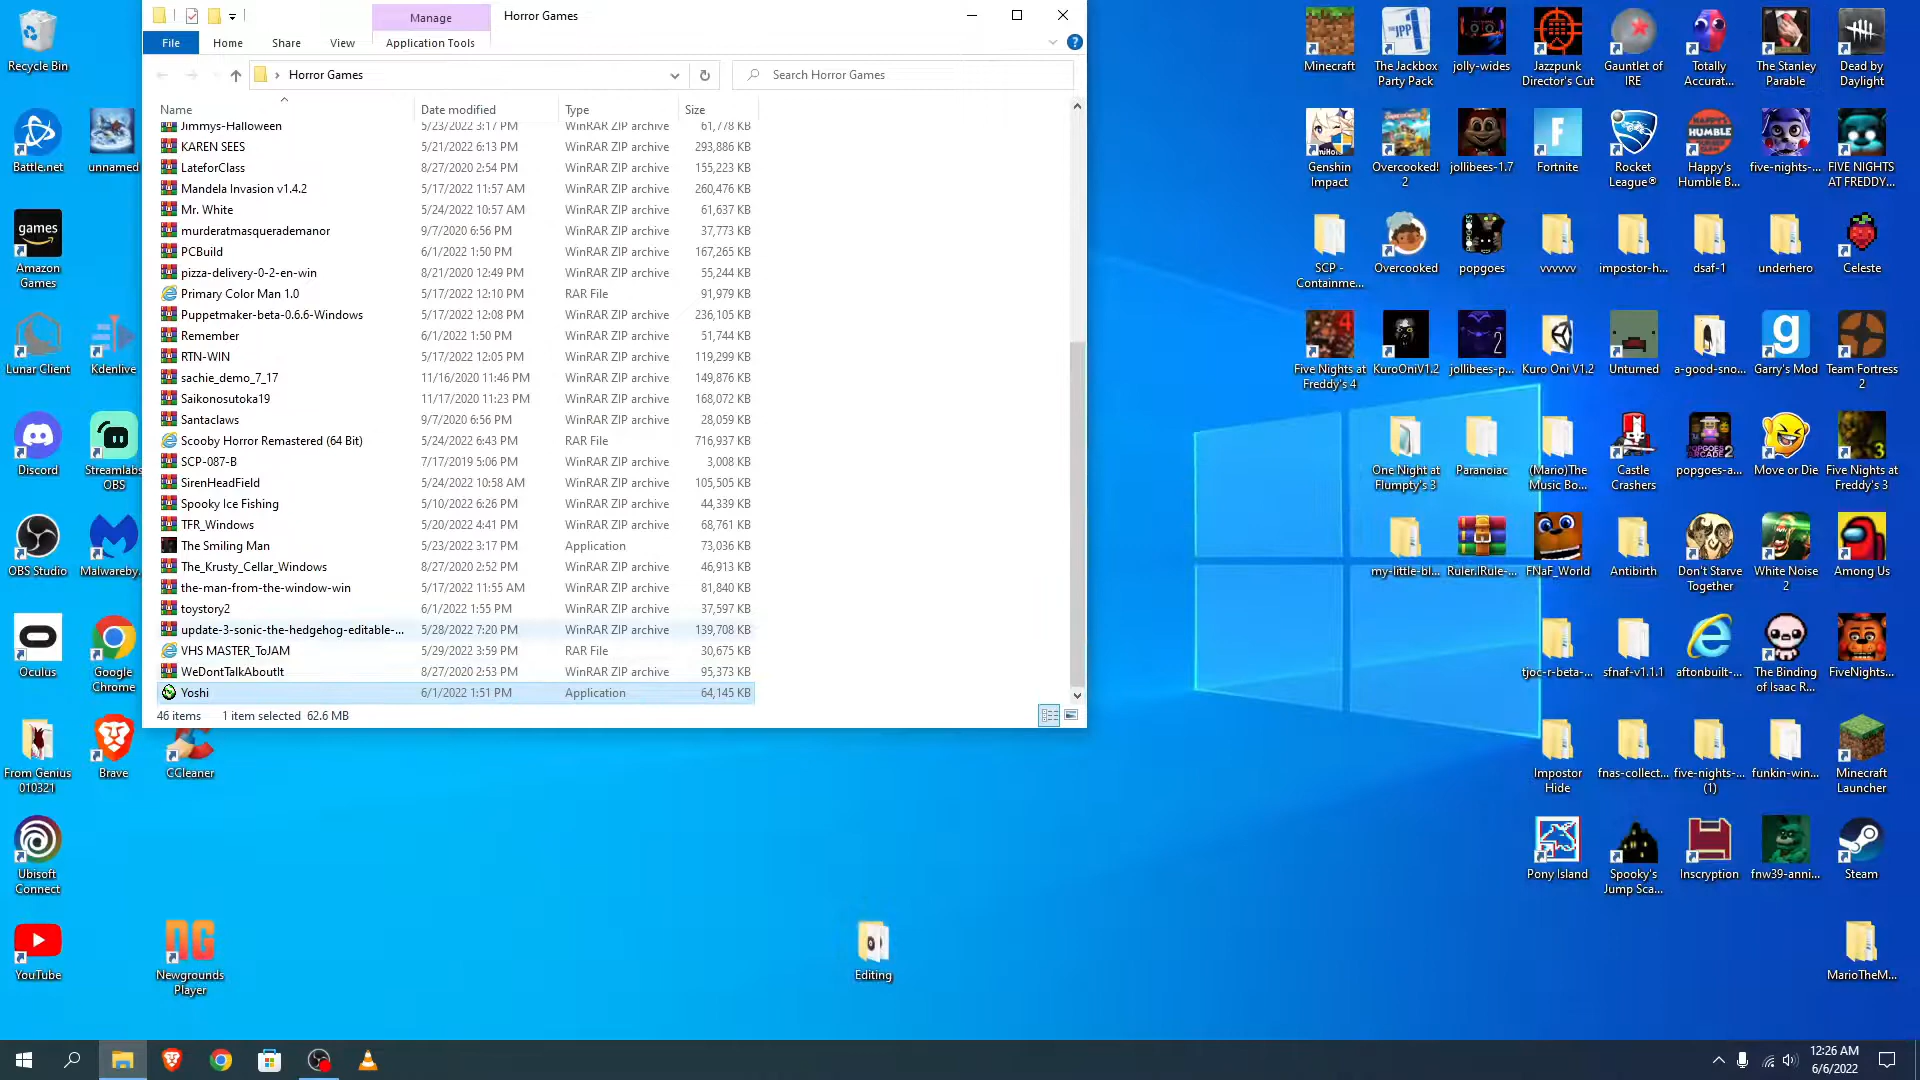 Manage
Horror Games
File
Home
Share
View
Application Tools
Horror Games
Search Horror Games
Name
Date modified
Type
Size
Jimmys-Halloween 5/23/2022 3:17 PM WinRAR ZIP archive 61,778 KB
KAREN SEES 5/21/2022 6:13 PM WinRAR ZIP archive 293,886 KB
LateforClass 8/27/2020 2:54 PM WinRAR ZIP archive 155,223 KB
Mandela Invasion v1.4.2 5/17/2022 11:57 AM WinRAR ZIP archive 260,476 KB
Mr. White 5/24/2022 10:57 AM WinRAR ZIP archive 61,637 KB
murderatmasquerademanor 9/7/2020 6:56 PM WinRAR ZIP archive 37,773 KB
PCBuild 6/1/2022 1:50 PM WinRAR ZIP archive 167,265 KB
pizza-delivery-0-2-en-win 8/21/2020 12:49 PM WinRAR ZIP archive 55,244 KB
Primary Color Man 1.0 5/17/2022 12:10 PM RAR File 91,979 KB
Puppetmaker-beta-0.6.6-Windows 5/17/2022 12:08 PM WinRAR ZIP archive 236,105 KB
Remember 6/1/2022 1:50 PM WinRAR ZIP archive 51,744 KB
RTN-WIN 5/17/2022 12:05 PM WinRAR ZIP archive 119,299 KB
sachie_demo_7_17 11/16/2020 11:46 PM WinRAR ZIP archive 149,876 KB
Saikonosutoka19 11/17/2020 11:23 PM WinRAR ZIP archive 168,072 KB
Santaclaws 9/7/2020 6:56 PM WinRAR ZIP archive 28,059 KB
Scooby Horror Remastered (64 Bit) 5/24/2022 6:43 PM RAR File 716,937 KB
SCP-087-B 7/17/2019 5:06 PM WinRAR ZIP archive 3,008 KB
SirenHeadField 5/24/2022 10:58 AM WinRAR ZIP archive 105,505 KB
Spooky Ice Fishing 5/10/2022 6:26 PM WinRAR ZIP archive 44,339 KB
TFR_Windows 5/20/2022 4:41 PM WinRAR ZIP archive 68,761 KB
The Smiling Man 5/23/2022 3:17 PM Application 73,036 KB
The_Krusty_Cellar_Windows 8/27/2020 2:52 PM WinRAR ZIP archive 46,913 KB
the-man-from-the-window-win 5/17/2022 11:55 AM WinRAR ZIP archive 81,840 KB
toystory2 6/1/2022 1:55 PM WinRAR ZIP archive 37,597 KB
update-3-sonic-the-hedgehog-editable-... 5/28/2022 7:20 PM WinRAR ZIP archive 139,708 KB
VHS MASTER_ToJAM 5/29/2022 3:59 PM RAR File 30,675 KB
WeDontTalkAboutIt 8/27/2020 2:53 PM WinRAR ZIP archive 95,373 KB
Yoshi 6/1/2022 1:51 PM Application 64,145 KB
46 items 1 item selected 62.6 MB
Recycle Bin
Battle.net
unnamed
games
Amazon
Games
Lunar Client
Kdenlive
Discord
Streamlabs
OBS
OBS Studio
Malwareby.
Oculus
Google
Chrome
From Genius
010321
Brave
CCleaner
Ubisoft
Connect
YouTube
NG
Newgrounds
Player
Editing
Minecraft
The Jackbox
Party Pack
jolly-wides
Jazzpunk
Director's Cut
Gauntlet of
IRE
Totally
Accurat...
The Stanley
Parable
Dead by
Daylight
Genshin
Impact
Overcooked!
2
jollibees-1.7
Fortnite
Rocket
League®
Happy's
Humble B...
five-nights-...
FIVE NIGHTS
AT FREDDY...
SCP -
Containme...
Overcooked
popgoes
vvvvvv
impostor-h...
dsaf-1
underhero
Celeste
Five Nights at
Freddy's 4
KuroOniV1.2
jollibees-p...
Kuro Oni V1.2
Unturned
a-good-sno...
Garry's Mod
Team Fortress
2
One Night at
Flumpty's 3
Paranoiac
(Mario)The
Music Bo...
Castle
Crashers
popgoes-a...
Move or Die
Five Nights at
Freddy's 3
my-little-bl...
Ruler.IRule-...
FNaF_World
Antibirth
Don't Starve
Together
White Noise
2
Among Us
tjoc-r-beta-...
sfnaf-v1.1.1
aftonbuilt-...
The Binding
of Isaac R...
FiveNights...
Impostor
Hide
fnas-collect...
five-nights-...
(1)
funkin-win...
Minecraft
Launcher
Pony Island
Spooky's
Jump Sca...
Inscryption
fnw39-anni...
Steam
MarioTheM...
12:26 AM
6/6/2022